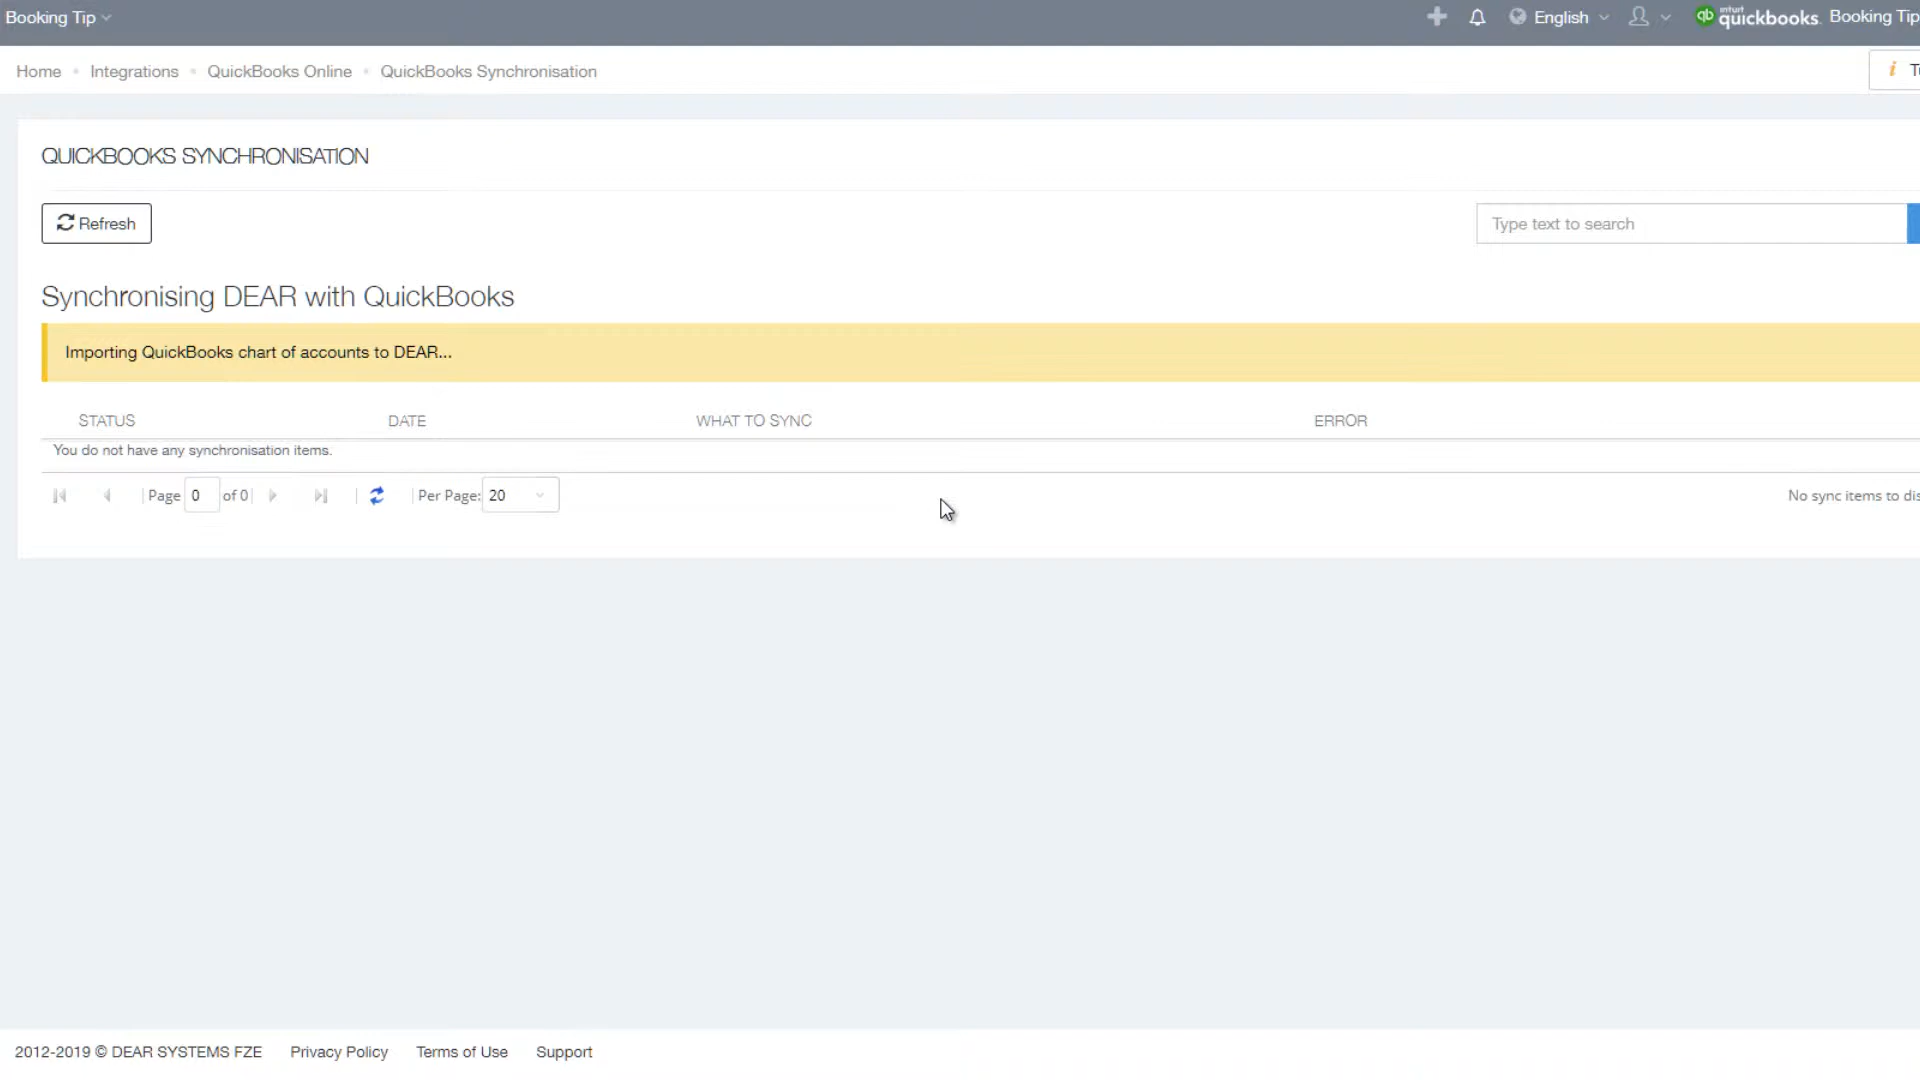 Booking Tip
English
qb intuit quickbooks. Booking Tip
Home • Integrations • QuickBooks Online • QuickBooks Synchronisation
i
QUICKBOOKS SYNCHRONISATION
Refresh
Type text to search
Synchronising DEAR with QuickBooks
Importing QuickBooks chart of accounts to DEAR...
STATUS DATE WHAT TO SYNC ERROR
You do not have any synchronisation items.
Page 0 of 0 Per Page: 20
No sync items to
2012-2019 © DEAR SYSTEMS FZE Privacy Policy Terms of Use Support